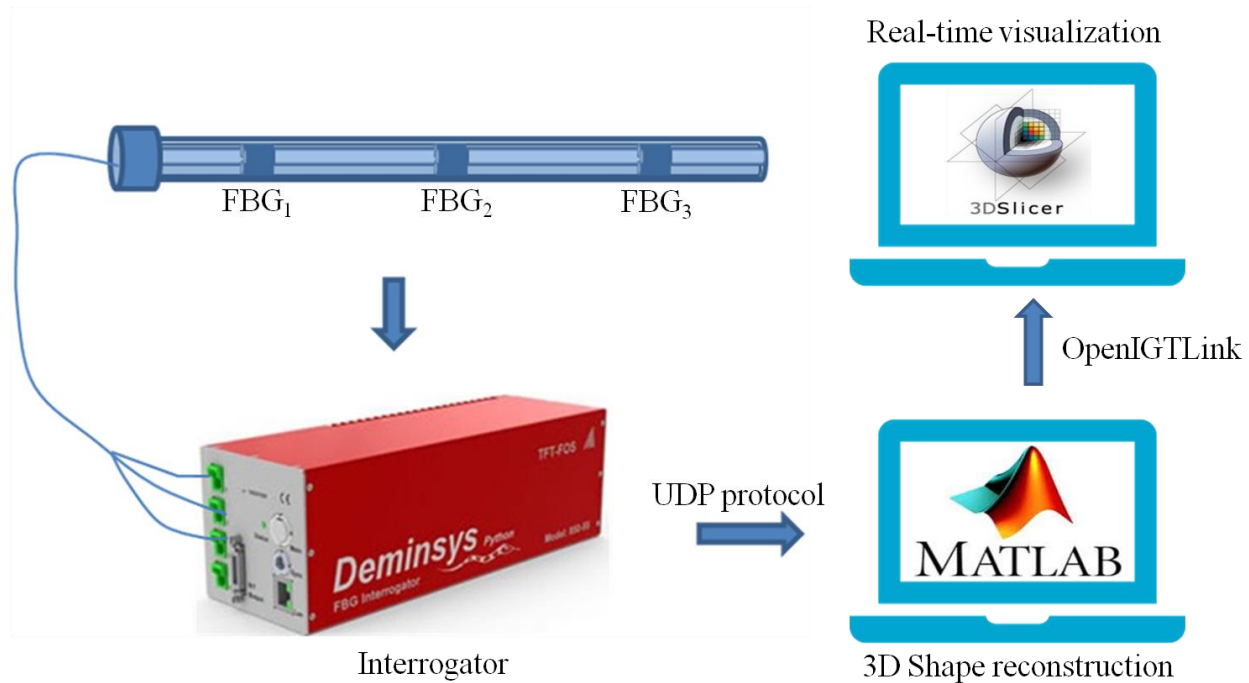 Real-time visualization
3DSlicer
FBG1
FBG2
FBG3
OpenIGTLink
TFT-FOS
UDP protocol
Deminsys Python
FBG Interrogator
MATLAB
Interrogator
3D Shape reconstruction